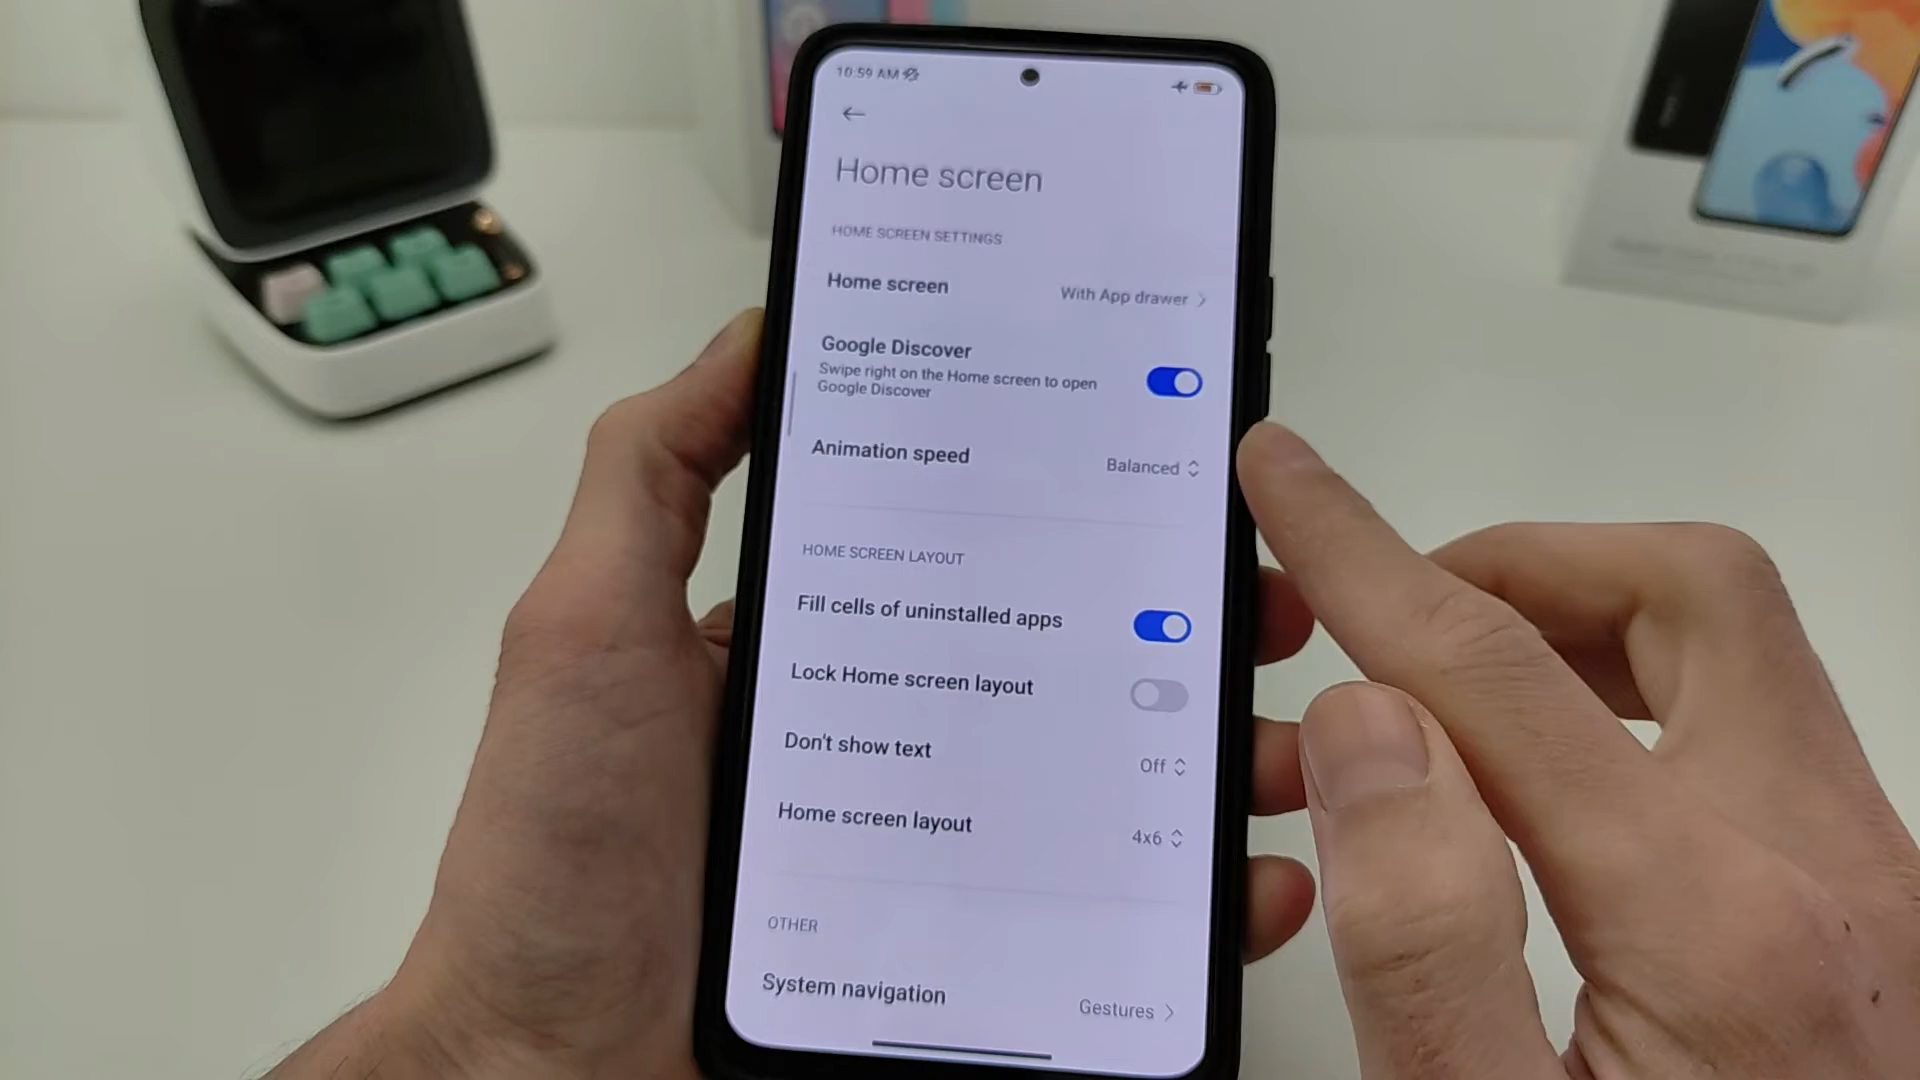 10:59 AM
Home screen
HOME SCREEN SETTINGS
Home screen
With App drawer
Google Discover
Swipe right on the Home screen to open
Google Discover
Animation speed
Balanced
HOME SCREEN LAYOUT
Fill cells of uninstalled apps
Lock Home screen layout
Don't show text
Off
Home screen layout
4x6
OTHER
System navigation
Gestures